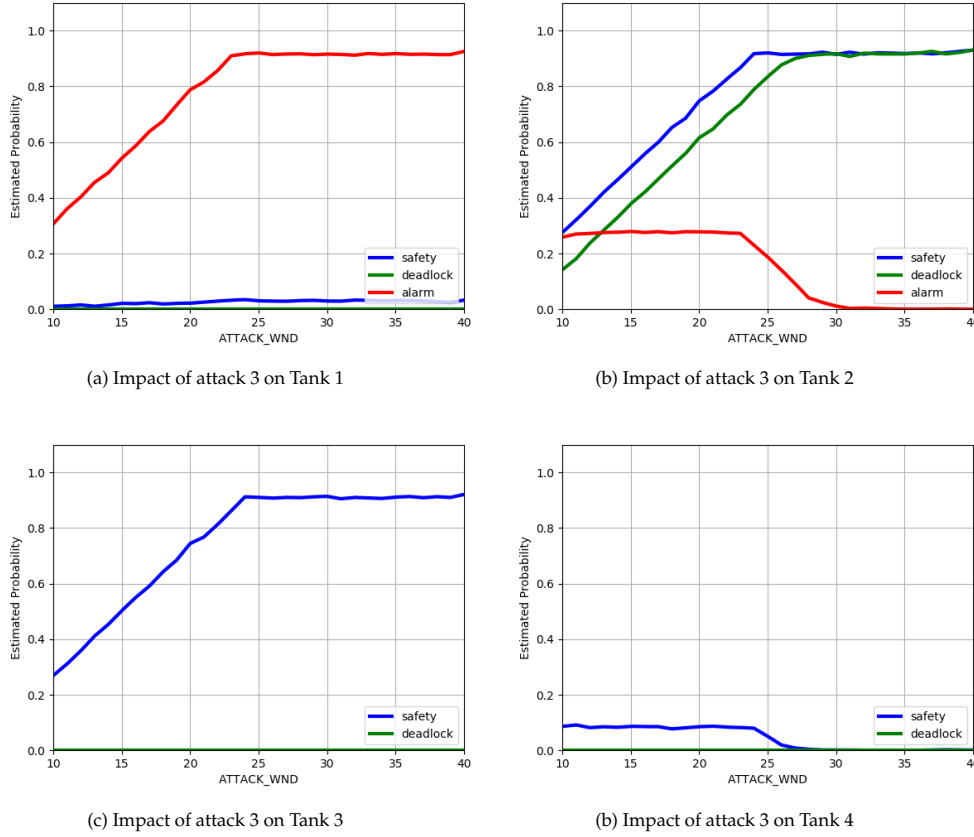 1.0
0.8
0.6
0.4
0.2
0.0
Estimated Probability
safety
deadlock
alarm
10 15 20 25 30 35 40
ATTACK_WND
(a) Impact of attack 3 on Tank 1
1.0
0.8
0.6
0.4
0.2
0.0
Estimated Probability
safety
deadlock
alarm
10 15 20 25 30 35 40
ATTACK_WND
(b) Impact of attack 3 on Tank 2
1.0
0.8
0.6
0.4
0.2
0.0
Estimated Probability
safety
deadlock
10 15 20 25 30 35 40
ATTACK_WND
(c) Impact of attack 3 on Tank 3
1.0
0.8
0.6
0.4
0.2
0.0
Estimated Probability
safety
deadlock
10 15 20 25 30 35 40
ATTACK_WND
(b) Impact of attack 3 on Tank 4